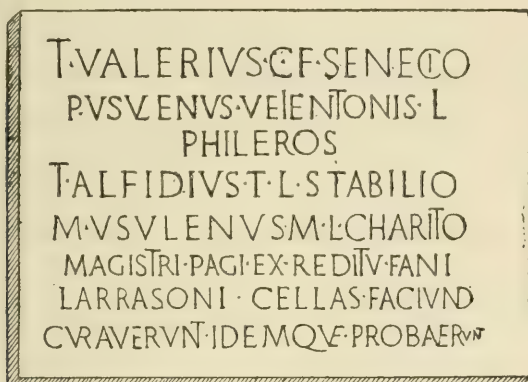 T·VALERIVS·C·F·SENECIO
P·VSVLENVS·VEIENTONIS·L
PHILEROS
T·ALFIDIVS·T·L·STABILIO
M·VSVLENVS·M·L·CHARITO
MAGISTRI·PAGI·EX·REDITV·FANI
LARRASONI · CELLAS·FACIVND
CVRAVERVNT·IDEMQVE·PROBAERVNT